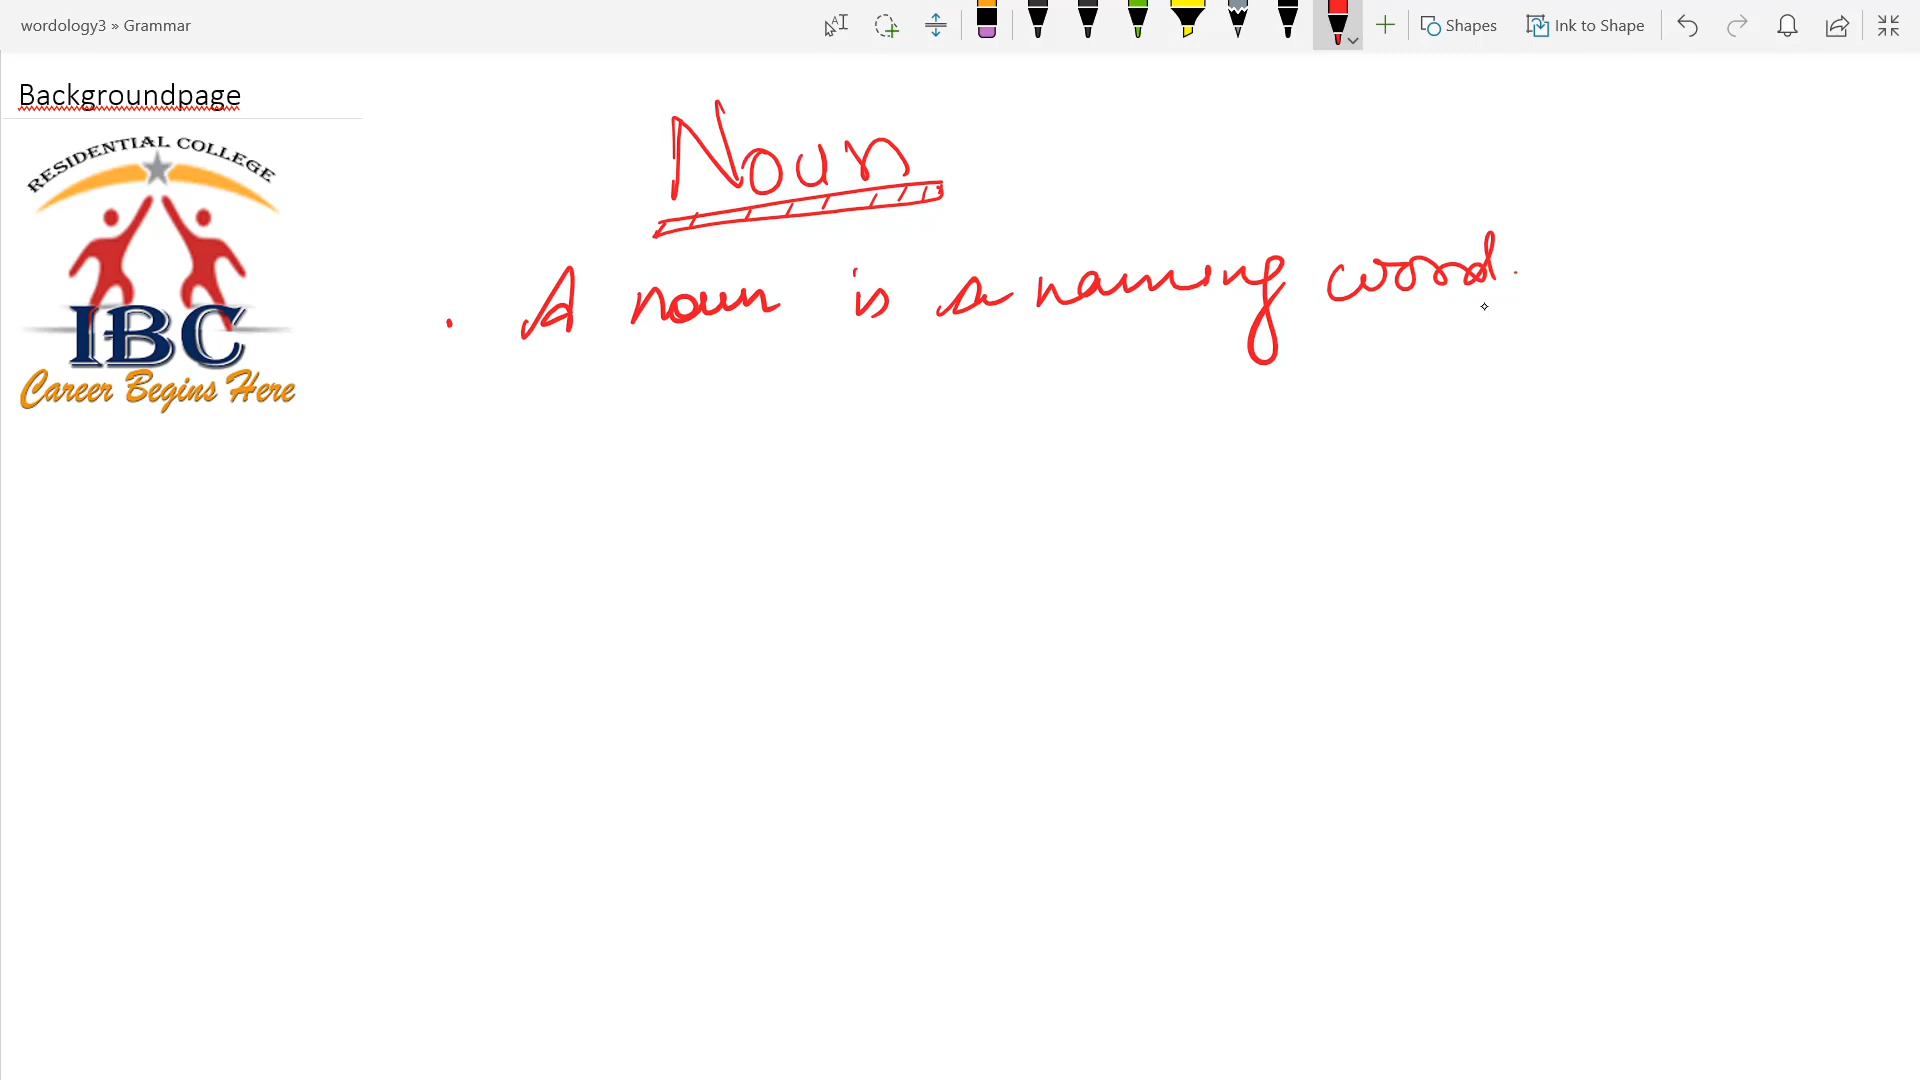 wordology3 » Grammar
Shapes
Ink to Shape
Backgroundpage
RESIDENTIAL COLLEGE
IBC
Career Begins Here
Noun
. A noun is a naming word.